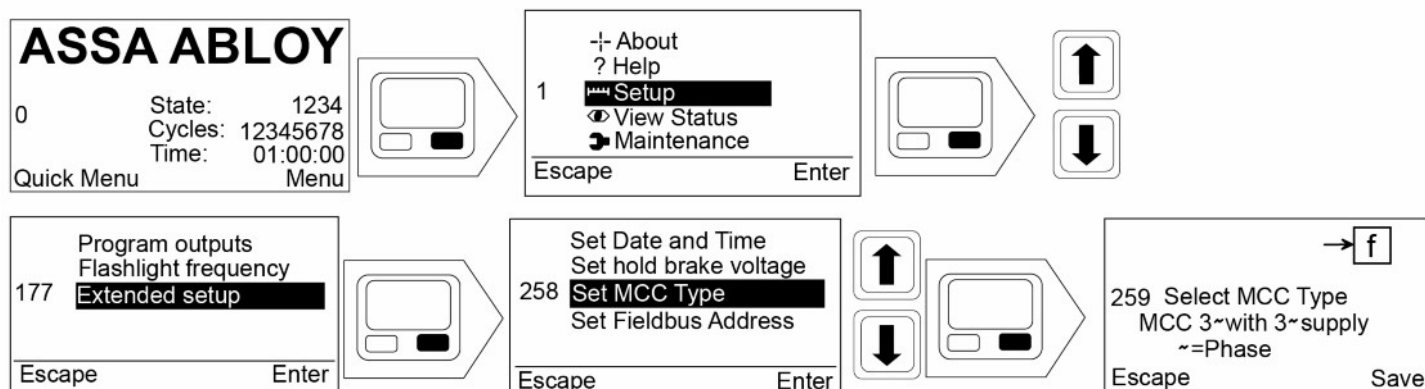 ASSA ABLOY
0
State: 1234
Cycles: 12345678
Time: 01:00:00
Quick Menu Menu
About
? Help
1 Setup
View Status
Maintenance
Escape Enter
Program outputs
Flashlight frequency
177 Extended setup
Escape Enter
Set Date and Time
Set hold brake voltage
258 Set MCC Type
Set Fieldbus Address
Escape Enter
f
259 Select MCC Type
MCC 3~with 3~supply
~=Phase
Escape Save